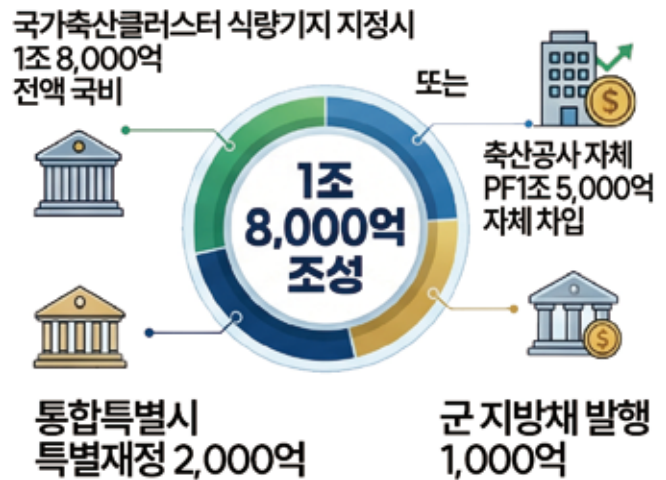 국가축산클러스터 식량기지 지정시
1조 8,000억
전액 국비
또는
축산공사 자체
PF1조 5,000억
자체 차입
1조
8,000억
조성
통합특별시
특별재정 2,000억
군 지방채 발행
1,000억